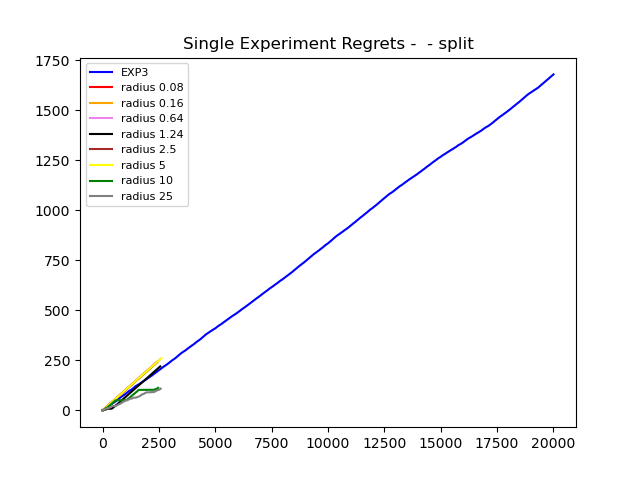 Single Experiment Regrets -  - split
1750
1500
1250
1000
750
500
250
0
EXP3
radius 0.08
radius 0.16
radius 0.64
radius 1.24
radius 2.5
radius 5
radius 10
radius 25
0 2500 5000 7500 10000 12500 15000 17500 20000